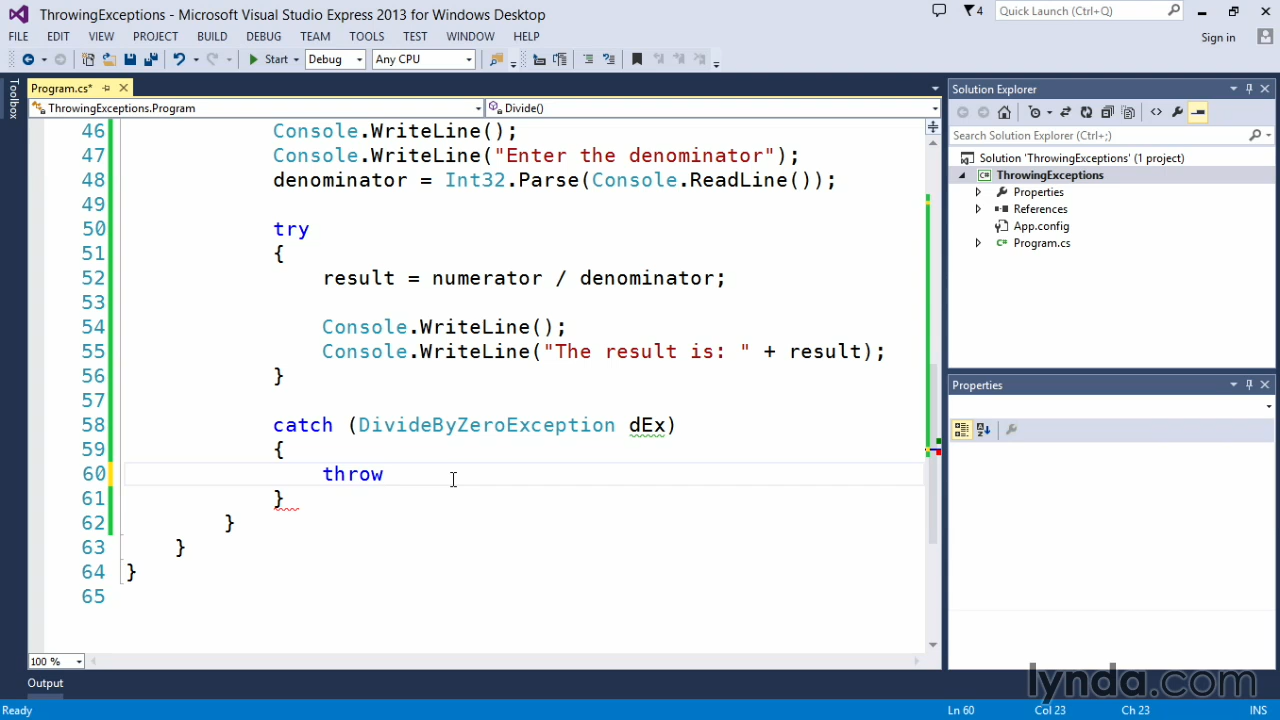 ThrowingExceptions - Microsoft Visual Studio Express 2013 for Windows Desktop
4
Quick Launch (Ctrl+Q)
FILE EDIT VIEW PROJECT BUILD DEBUG TEAM TOOLS TEST WINDOW HELP
Sign in
Start Debug Any CPU
Toolbox
Program.cs*
ThrowingExceptions.Program
Divide()
46 Console.WriteLine();
47 Console.WriteLine("Enter the denominator");
48 denominator = Int32.Parse(Console.ReadLine());
49
50 try
51 {
52 result = numerator / denominator;
53
54 Console.WriteLine();
55 Console.WriteLine("The result is: " + result);
56 }
57
58 catch (DivideByZeroException dEx)
59 {
60 throw
61 }
62 }
63 }
64 }
65
100 %
Solution Explorer
Search Solution Explorer (Ctrl+;)
Solution 'ThrowingExceptions' (1 project)
ThrowingExceptions
Properties
References
App.config
Program.cs
Properties
Output
lynda.com
Ready
Ln 60 Col 23 Ch 23 INS